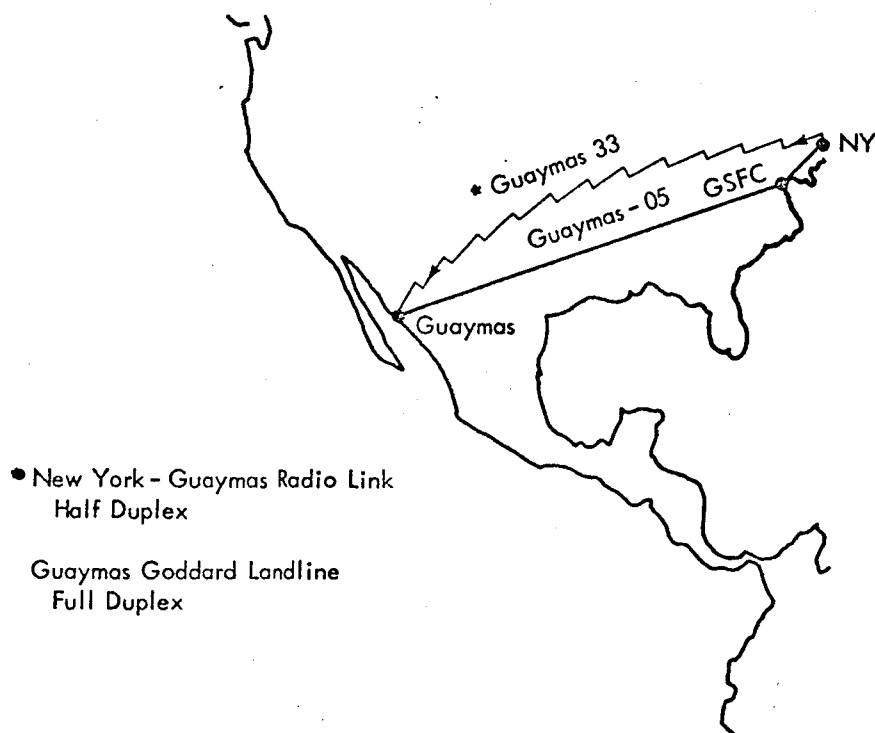 NY
* Guaymas 33
GSFC
Guaymas - 05
Guaymas
• New York - Guaymas Radio Link
Half Duplex
Guaymas Goddard Landline
Full Duplex